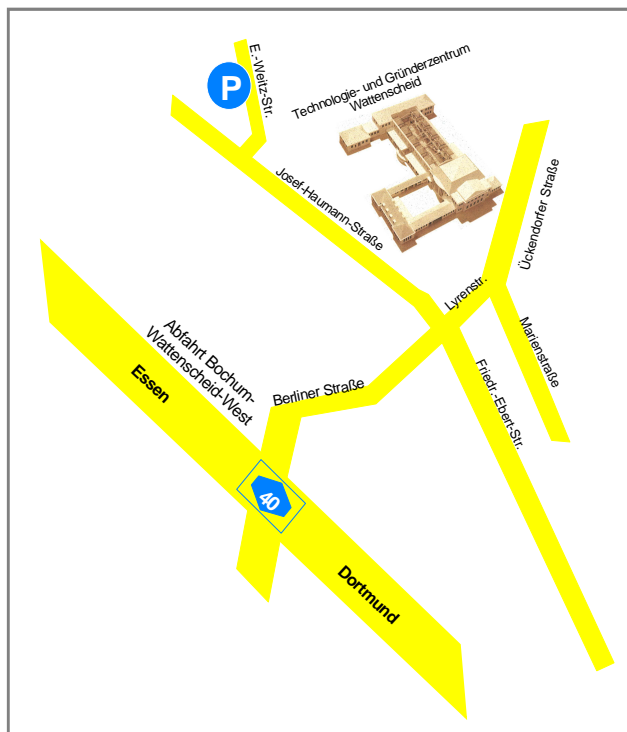 E.-Weitz-Str.
P
Technologie- und Gründerzentrum
Wattenscheid
Josef-Haumann-Straße
Ückendorfer Straße
Lyrenstr.
Marienstraße
Abfahrt Bochum-
Wattenscheid-West
Essen
Berliner Straße
Friedr.-Ebert-Str.
40
Dortmund